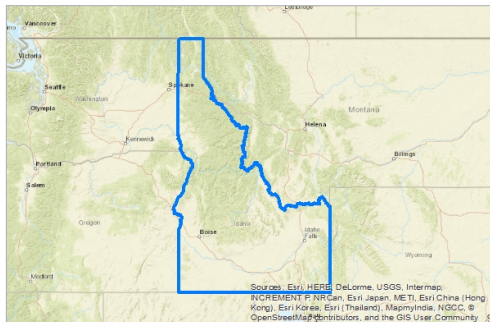 Vancouver
Victoria
Seattle
Olympia
Washington
Spokane
Kennewick
Portland
Salem
Oregon
Medford
Lethbridge
Montana
Helena
Billings
Idaho
Boise
Idaho
Falls
Wyoming
Sources: Esri, HERE, DeLorme, USGS, Intermap,
INCREMENT P, NRCan, Esri Japan, METI, Esri China (Hong
Kong), Esri Korea, Esri (Thailand), MapmyIndia, NGCC, ©
OpenStreetMap contributors, and the GIS User Community